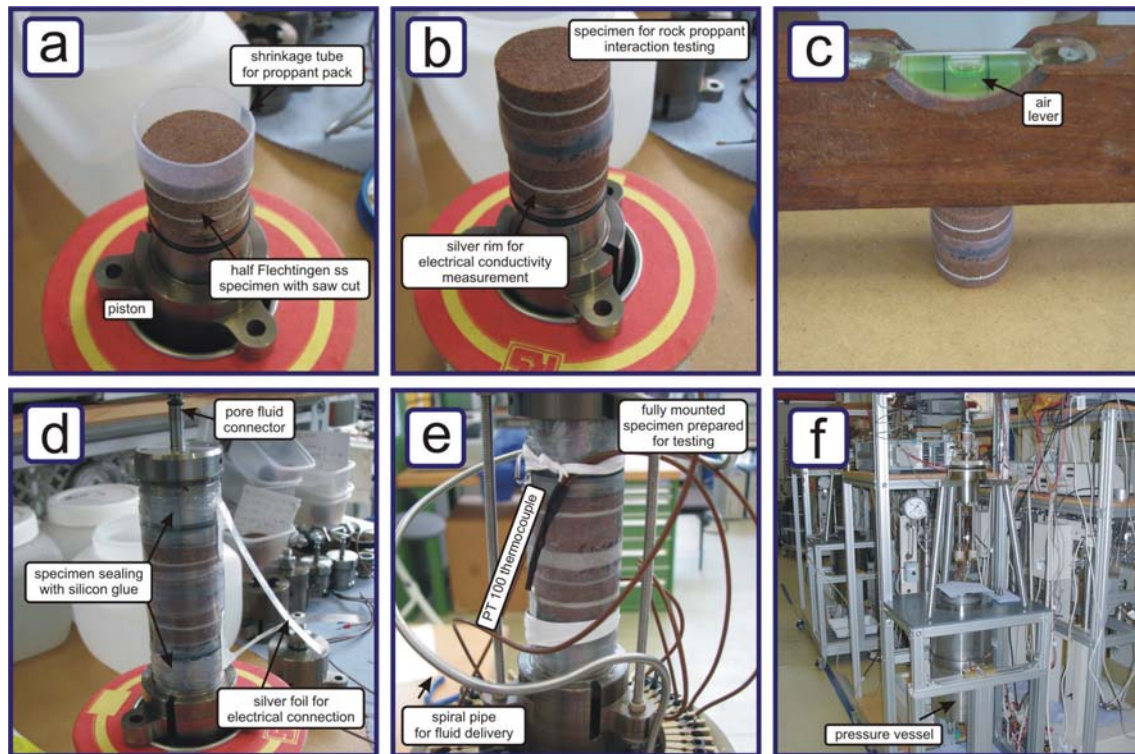 a
shrinkage tube
for proppant pack
half Flechtingen ss
specimen with saw cut
piston
b
specimen for rock proppant
interaction testing
silver rim for
electrical conductivity
measurement
c
air
lever
d
pore fluid
connector
specimen sealing
with silicon glue
silver foil for
electrical connection
e
fully mounted
specimen prepared
for testing
PT 100 thermocouple
spiral pipe
for fluid delivery
f
pressure vessel